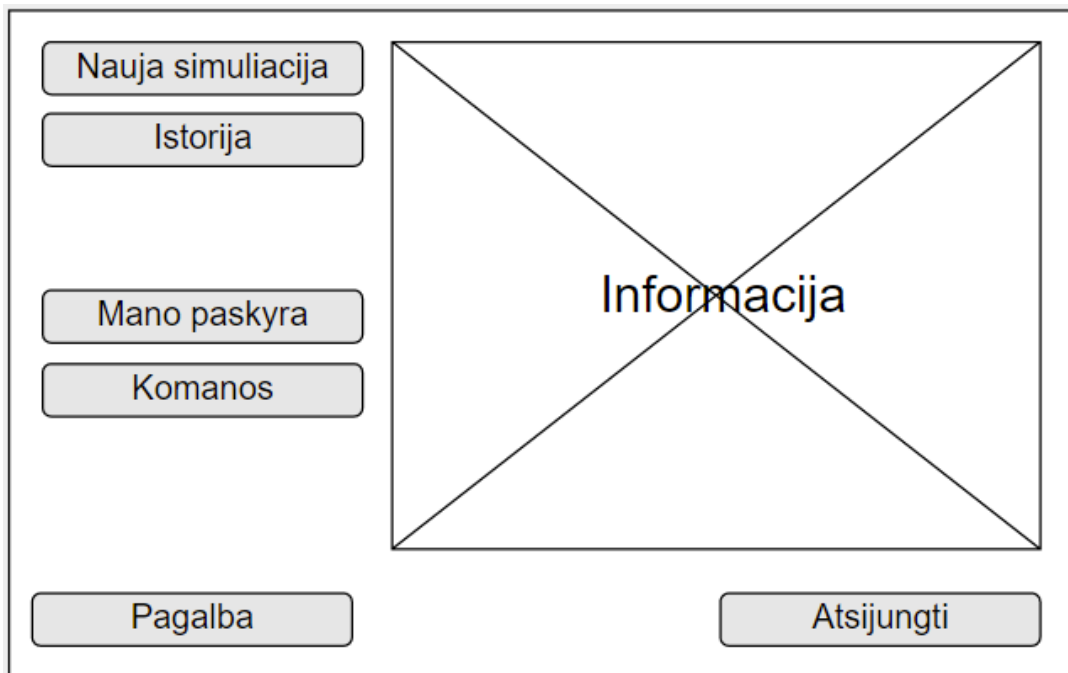 Nauja simuliacija
Istorija
Mano paskyra
Komanos
Informacija
Pagalba
Atsijungti